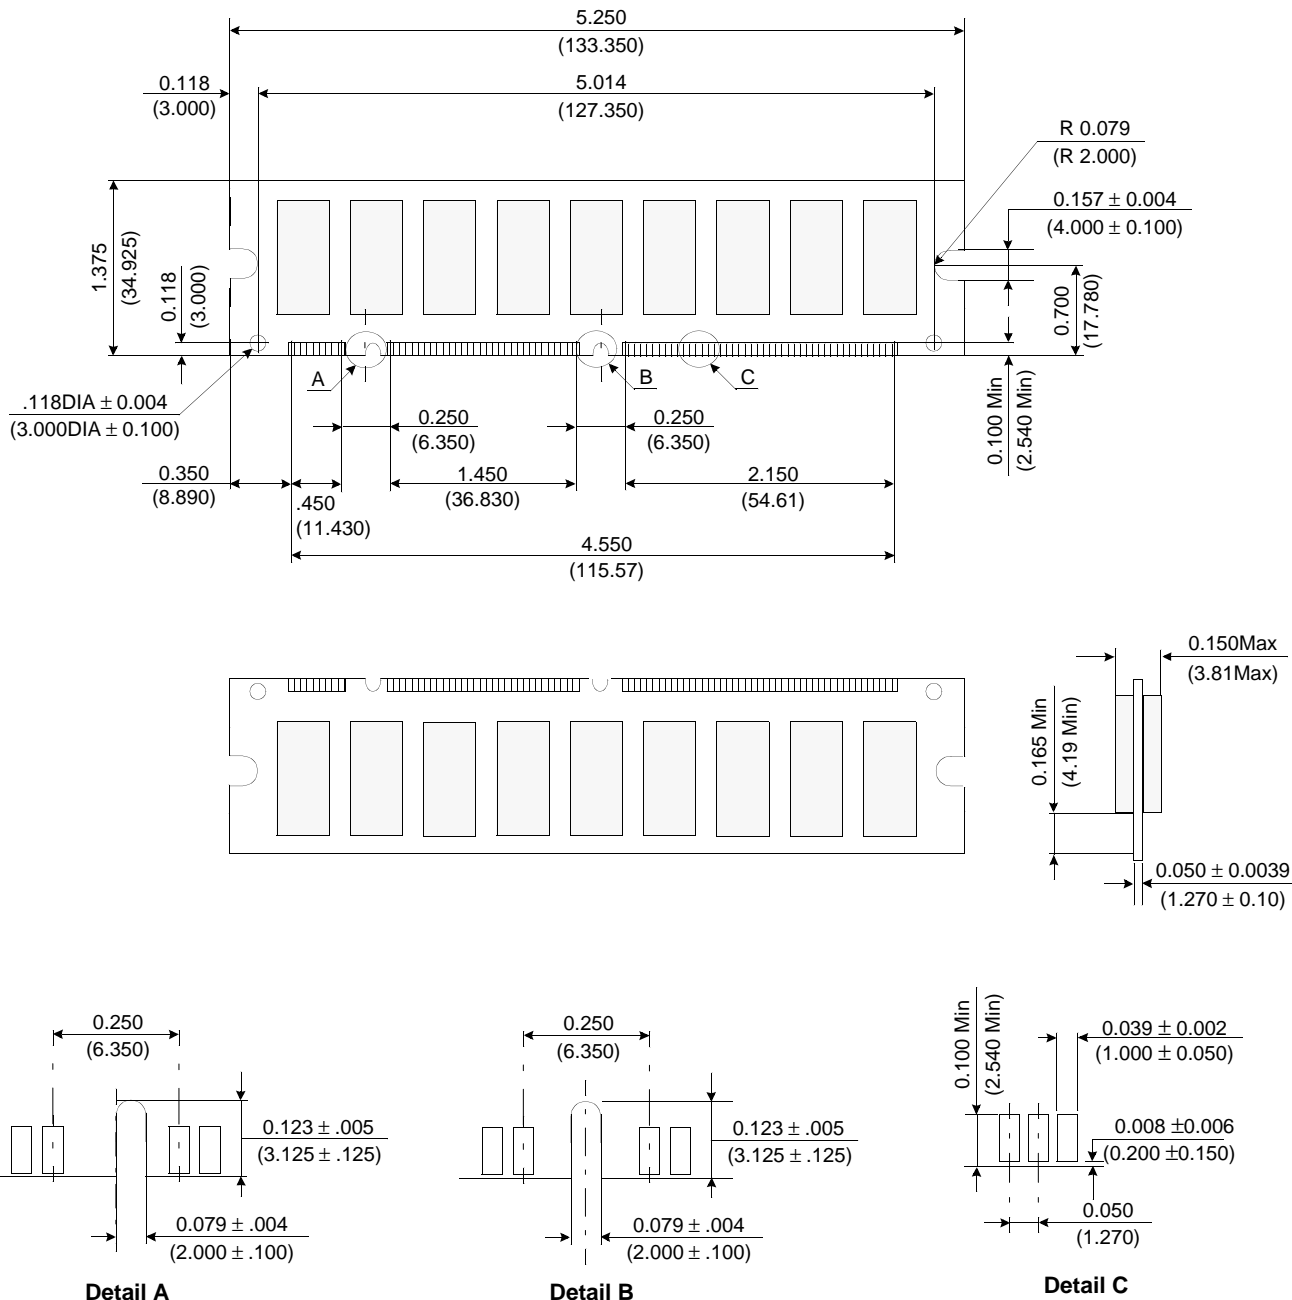 5.250
(133.350)
0.118
(3.000)
5.014
(127.350)
R 0.079
(R 2.000)
0.157 ± 0.004
(4.000 ± 0.100)
1.375
(34.925)
0.118
(3.000)
0.700
(17.780)
A
B
C
.118DIA ± 0.004
(3.000DIA ± 0.100)
0.250
(6.350)
0.250
(6.350)
0.100 Min
(2.540 Min)
0.350
(8.890)
.450
(11.430)
1.450
(36.830)
2.150
(54.61)
4.550
(115.57)
0.150Max
(3.81Max)
0.165 Min
(4.19 Min)
0.050 ± 0.0039
(1.270 ± 0.10)
0.250
(6.350)
0.123 ± .005
(3.125 ± .125)
0.079 ± .004
(2.000 ± .100)
Detail A
0.250
(6.350)
0.123 ± .005
(3.125 ± .125)
0.079 ± .004
(2.000 ± .100)
Detail B
0.100 Min
(2.540 Min)
0.039 ± 0.002
(1.000 ± 0.050)
0.008 ±0.006
(0.200 ±0.150)
0.050
(1.270)
Detail C